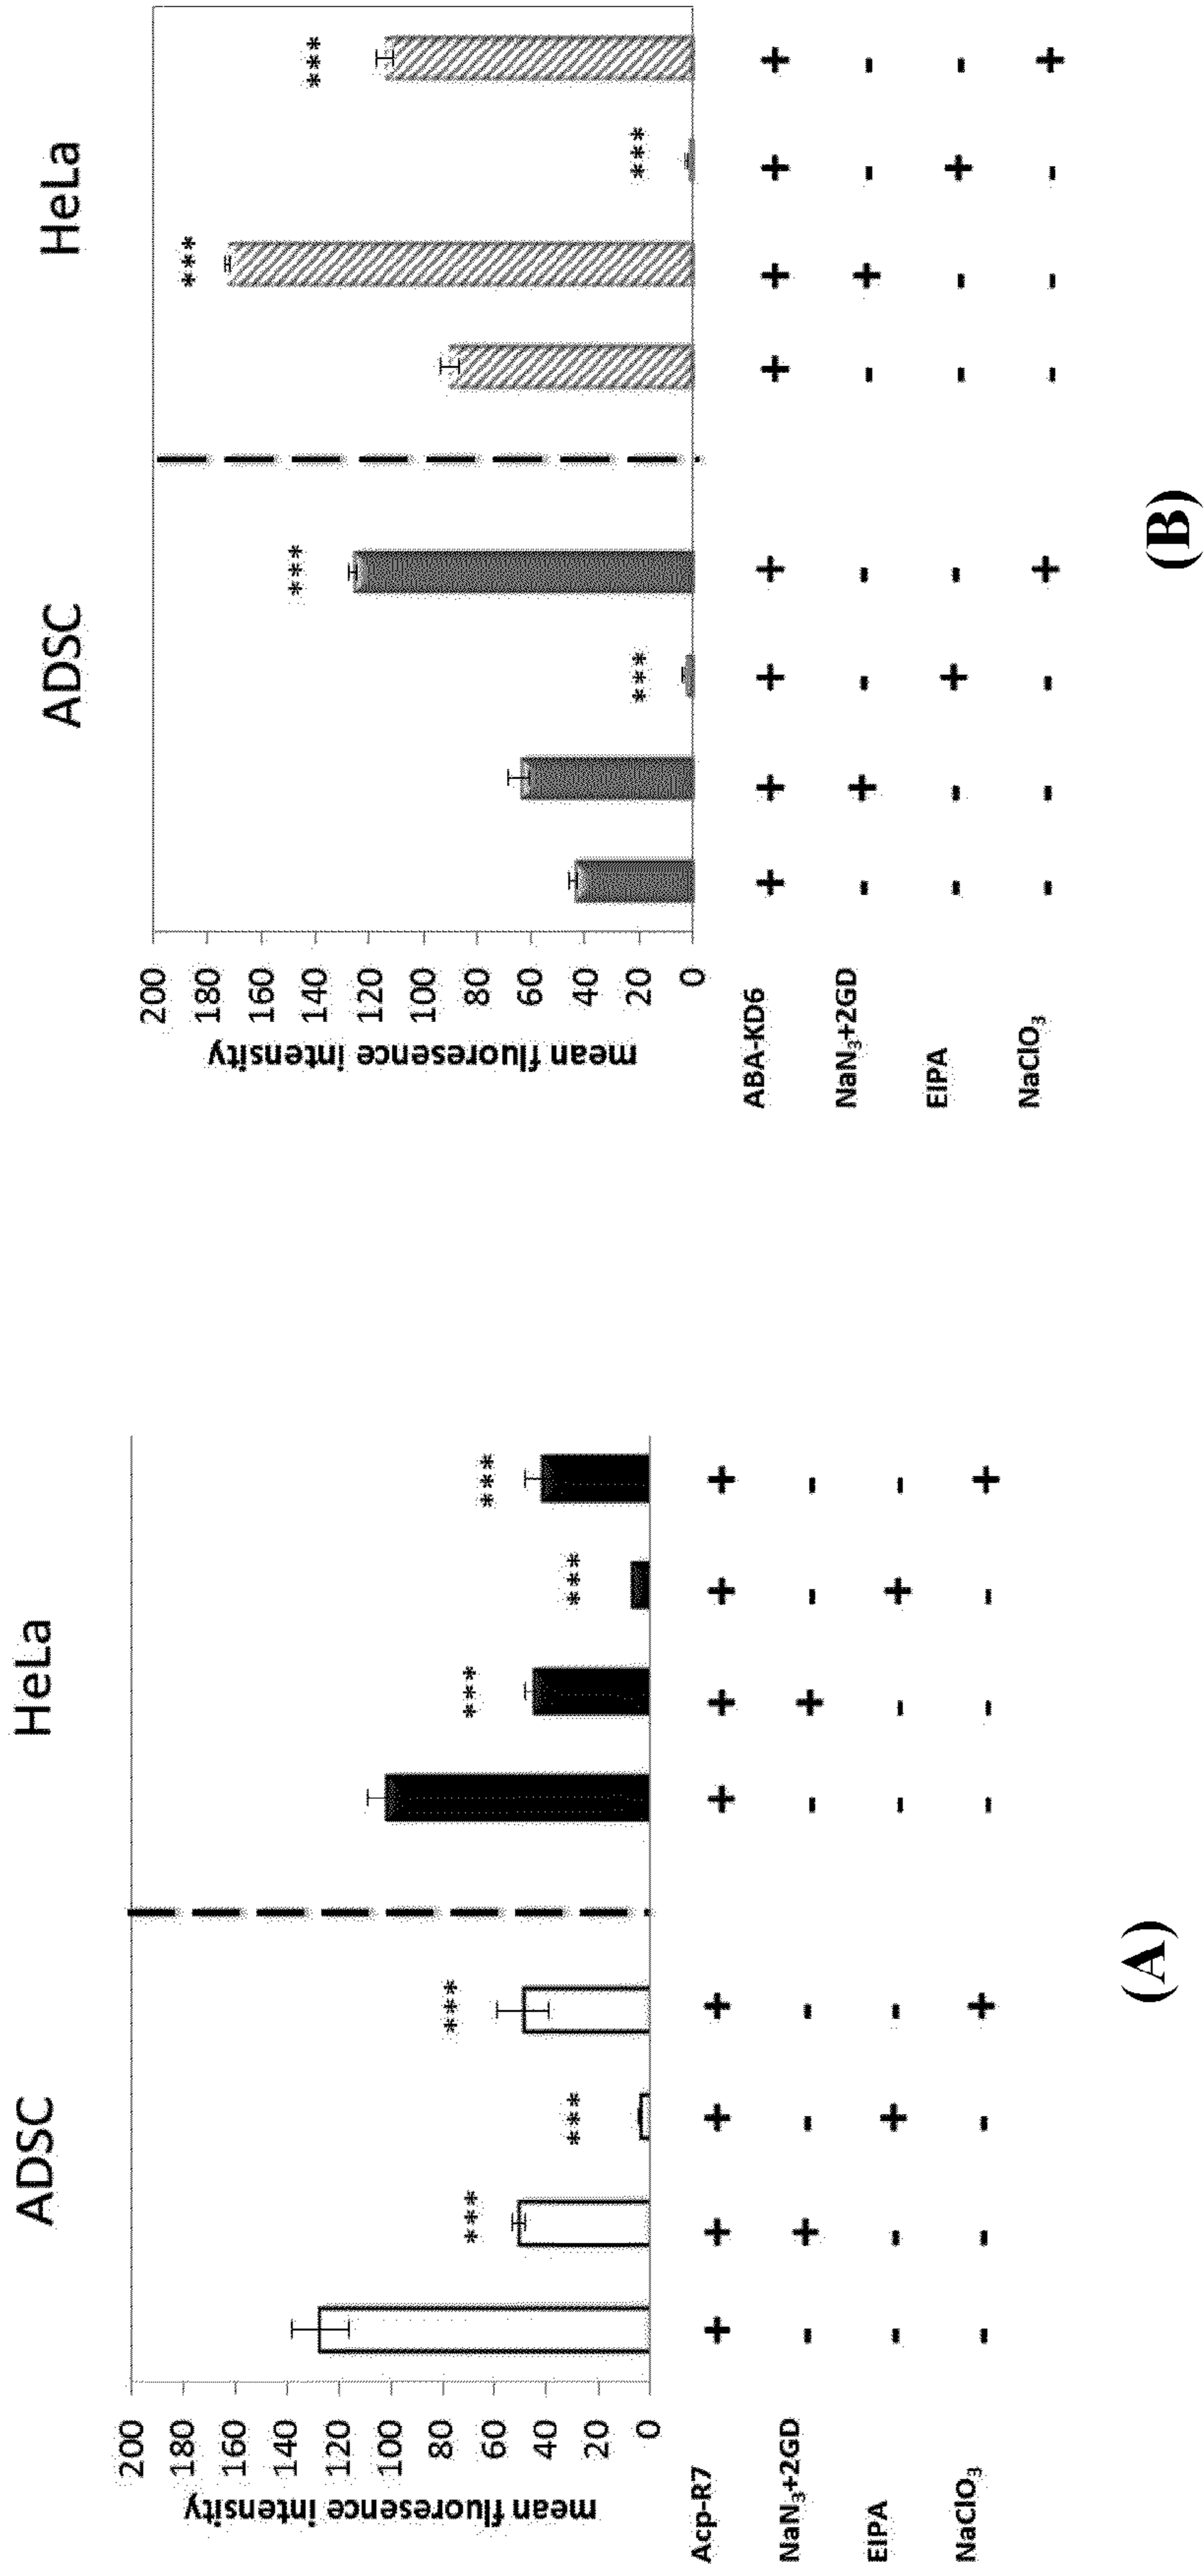 ADSC HeLa
200
180
160
140
120
100
80
60
40
20
0
mean fluoresence intensity
*** *** *** *** *** ***
Acp-R7 + + + + + + + +
NaN₃+2GD - + - - - + - -
EIPA - - + - - - + -
NaClO₃ - - - + - - - +
(A)
ADSC HeLa
200
180
160
140
120
100
80
60
40
20
0
mean fluoresence intensity
*** *** *** *** ***
ABA-KD6 + + + + + + + +
NaN₃+2GD - + - - - + - -
EIPA - - + - - - + -
NaClO₃ - - - + - - - +
(B)